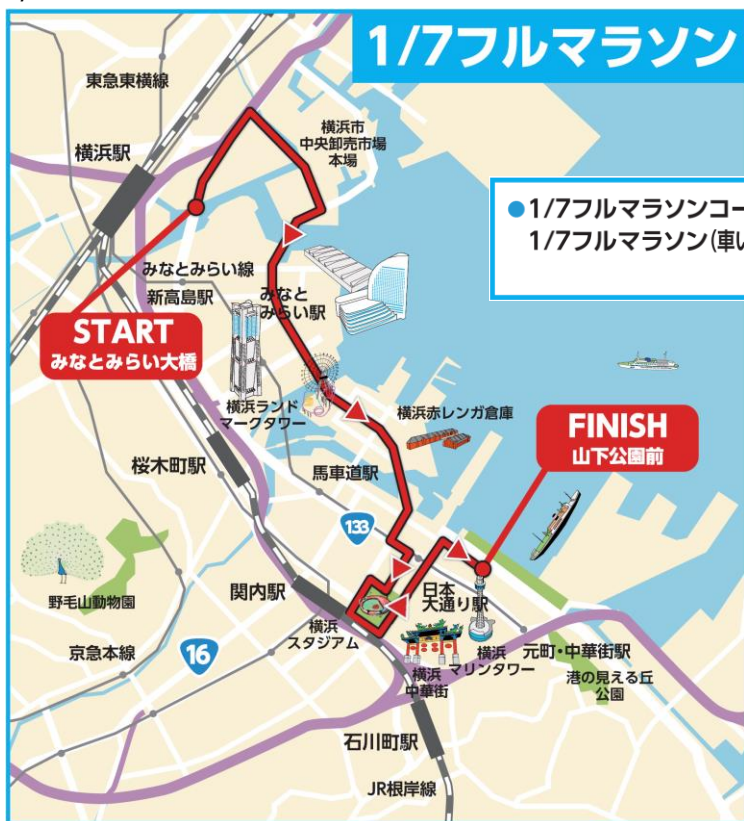 1/7フルマラソン
東急東横線
横浜市
中央卸売市場
本場
横浜駅
●1/7フルマラソンコー
1/7フルマラソン(車い
みなとみらい線
新高島駅
みなと
みらい駅
START
みなとみらい大橋
横浜ランド
マークタワー
横浜赤レンガ倉庫
FINISH
山下公園前
桜木町駅
馬車道駅
133
野毛山動物園
関内駅
日本
大通り駅
横浜
スタジアム
京急本線
16
横浜
中華街
横浜
マリンタワー
元町・中華街駅
港の見える丘
公園
石川町駅
JR根岸線